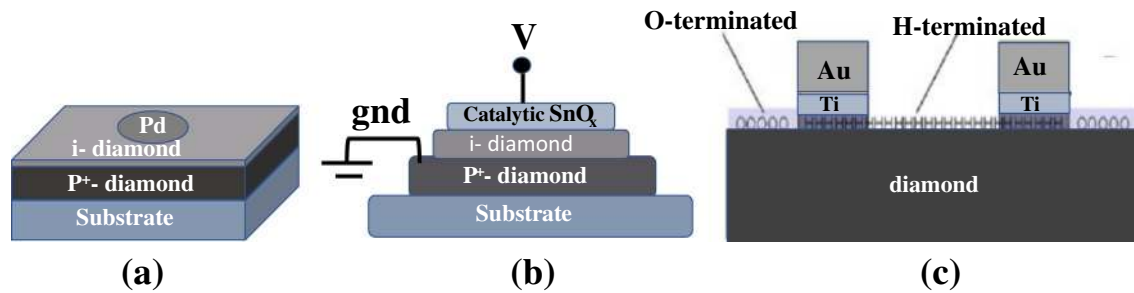 Pd
i- diamond
P⁺- diamond
Substrate
(a)
V
gnd
Catalytic SnOₓ
i- diamond
P⁺- diamond
Substrate
(b)
O-terminated
H-terminated
Au
Au
Ti
Ti
diamond
(c)